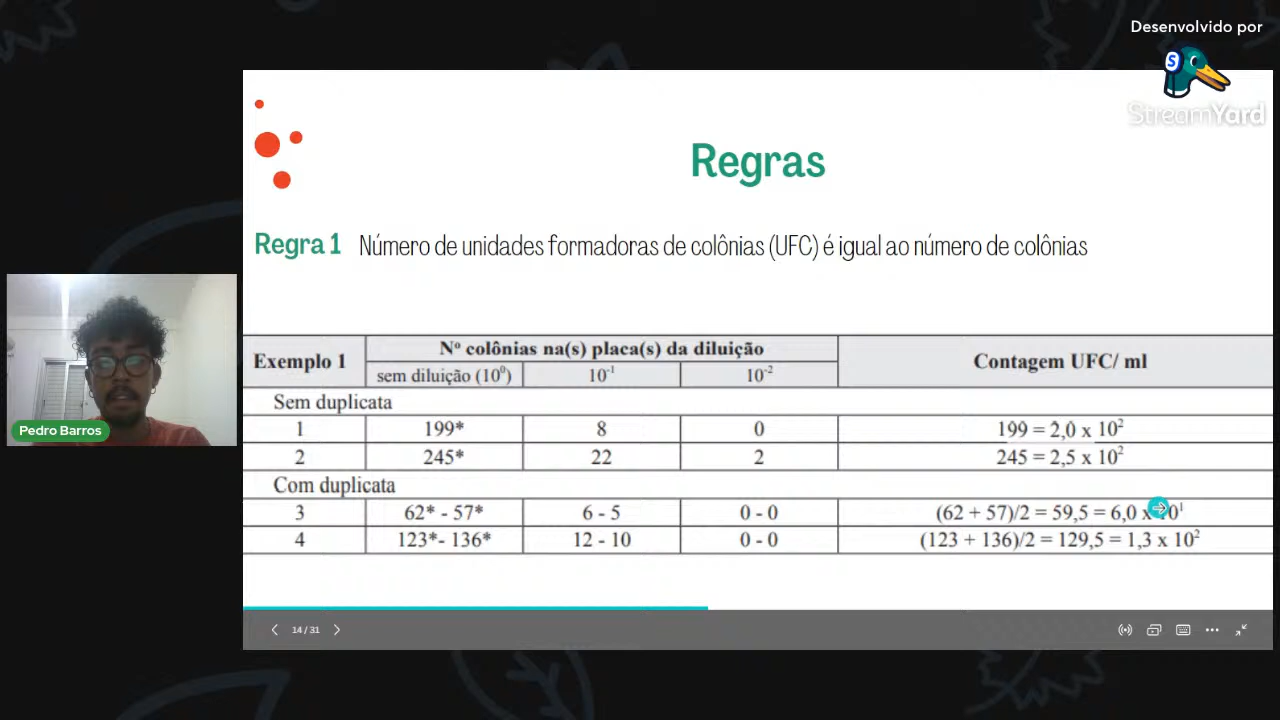 Desenvolvido por
StreamYard
Regras
Regra 1 Número de unidades formadoras de colônias (UFC) é igual ao número de colônias
Exemplo 1 Nº colônias na(s) placa(s) da diluição Contagem UFC/ ml
sem diluição (10⁰) 10⁻¹ 10⁻²
Sem duplicata
1 199* 8 0 199 = 2,0 x 10²
2 245* 22 2 245 = 2,5 x 10²
Com duplicata
3 62* - 57* 6 - 5 0 - 0 (62 + 57)/2 = 59,5 = 6,0 x 10¹
4 123*- 136* 12 - 10 0 - 0 (123 + 136)/2 = 129,5 = 1,3 x 10²
Pedro Barros
14 / 31